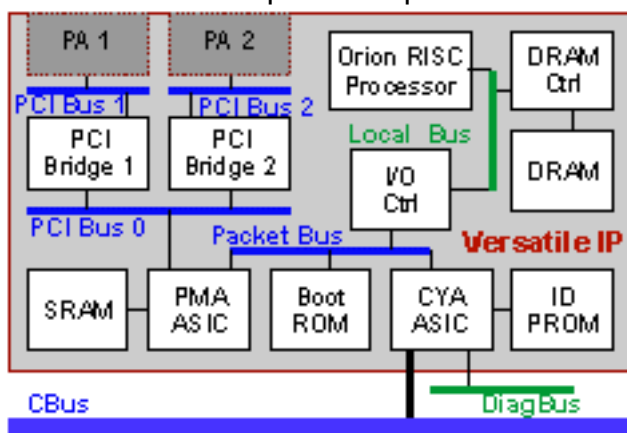 PA 1
PA 2
Orion RISC
Processor
DRAM
Ctrl
PCI Bus 1
PCI Bus 2
PCI
Bridge 1
PCI
Bridge 2
Local Bus
I/O
Ctrl
DRAM
PCI Bus 0
Packet Bus
Versatile IP
SRAM
PMA
ASIC
Boot
ROM
CYA
ASIC
ID
PROM
CBus
DiagBus